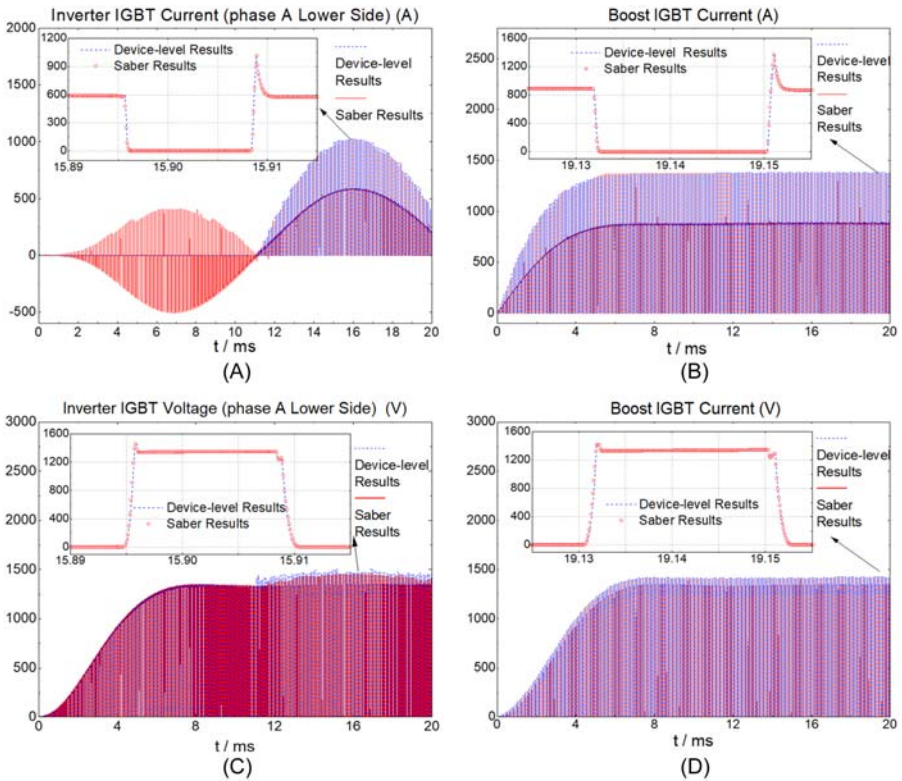 Inverter IGBT Current (phase A Lower Side) (A)
2000
1500
1000
500
0
-500
1200
900
600
300
0
Device-level Results
Saber Results
15.89
15.90
15.91
Device-level
Results
Saber Results
0
4
6
8
10
12
14
16
18
20
t / ms
(A)
Boost IGBT Current (A)
2500
2000
1500
1000
500
0
1600
1200
800
400
0
Device-level Results
Saber Results
19.13
19.14
19.15
Device-level
Results
Saber Results
0
4
8
12
16
20
t / ms
(B)
Inverter IGBT Voltage (phase A Lower Side) (V)
3000
2500
2000
1500
1000
500
0
1600
1200
800
400
0
Device-level Results
Saber Results
15.89
15.90
15.91
Device-level
Results
Saber
Results
0
4
8
12
16
20
t / ms
(C)
Boost IGBT Current (V)
3000
2500
2000
1500
1000
500
0
1600
1200
800
400
0
Device-level Results
Saber Results
19.13
19.14
19.15
Device-level
Results
Saber
Results
0
4
8
12
16
20
t / ms
(D)